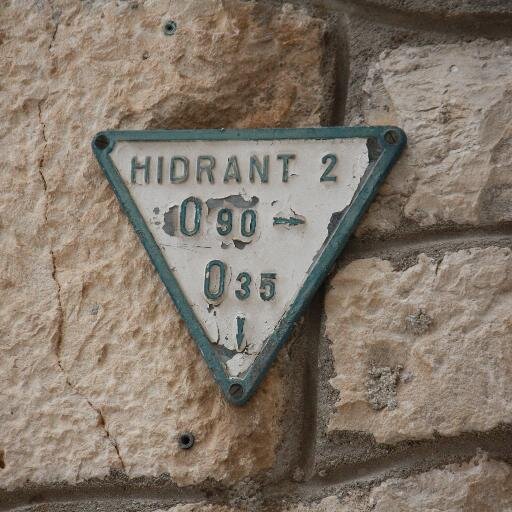 HIDRANT 2
0 90 →
0 35
↓